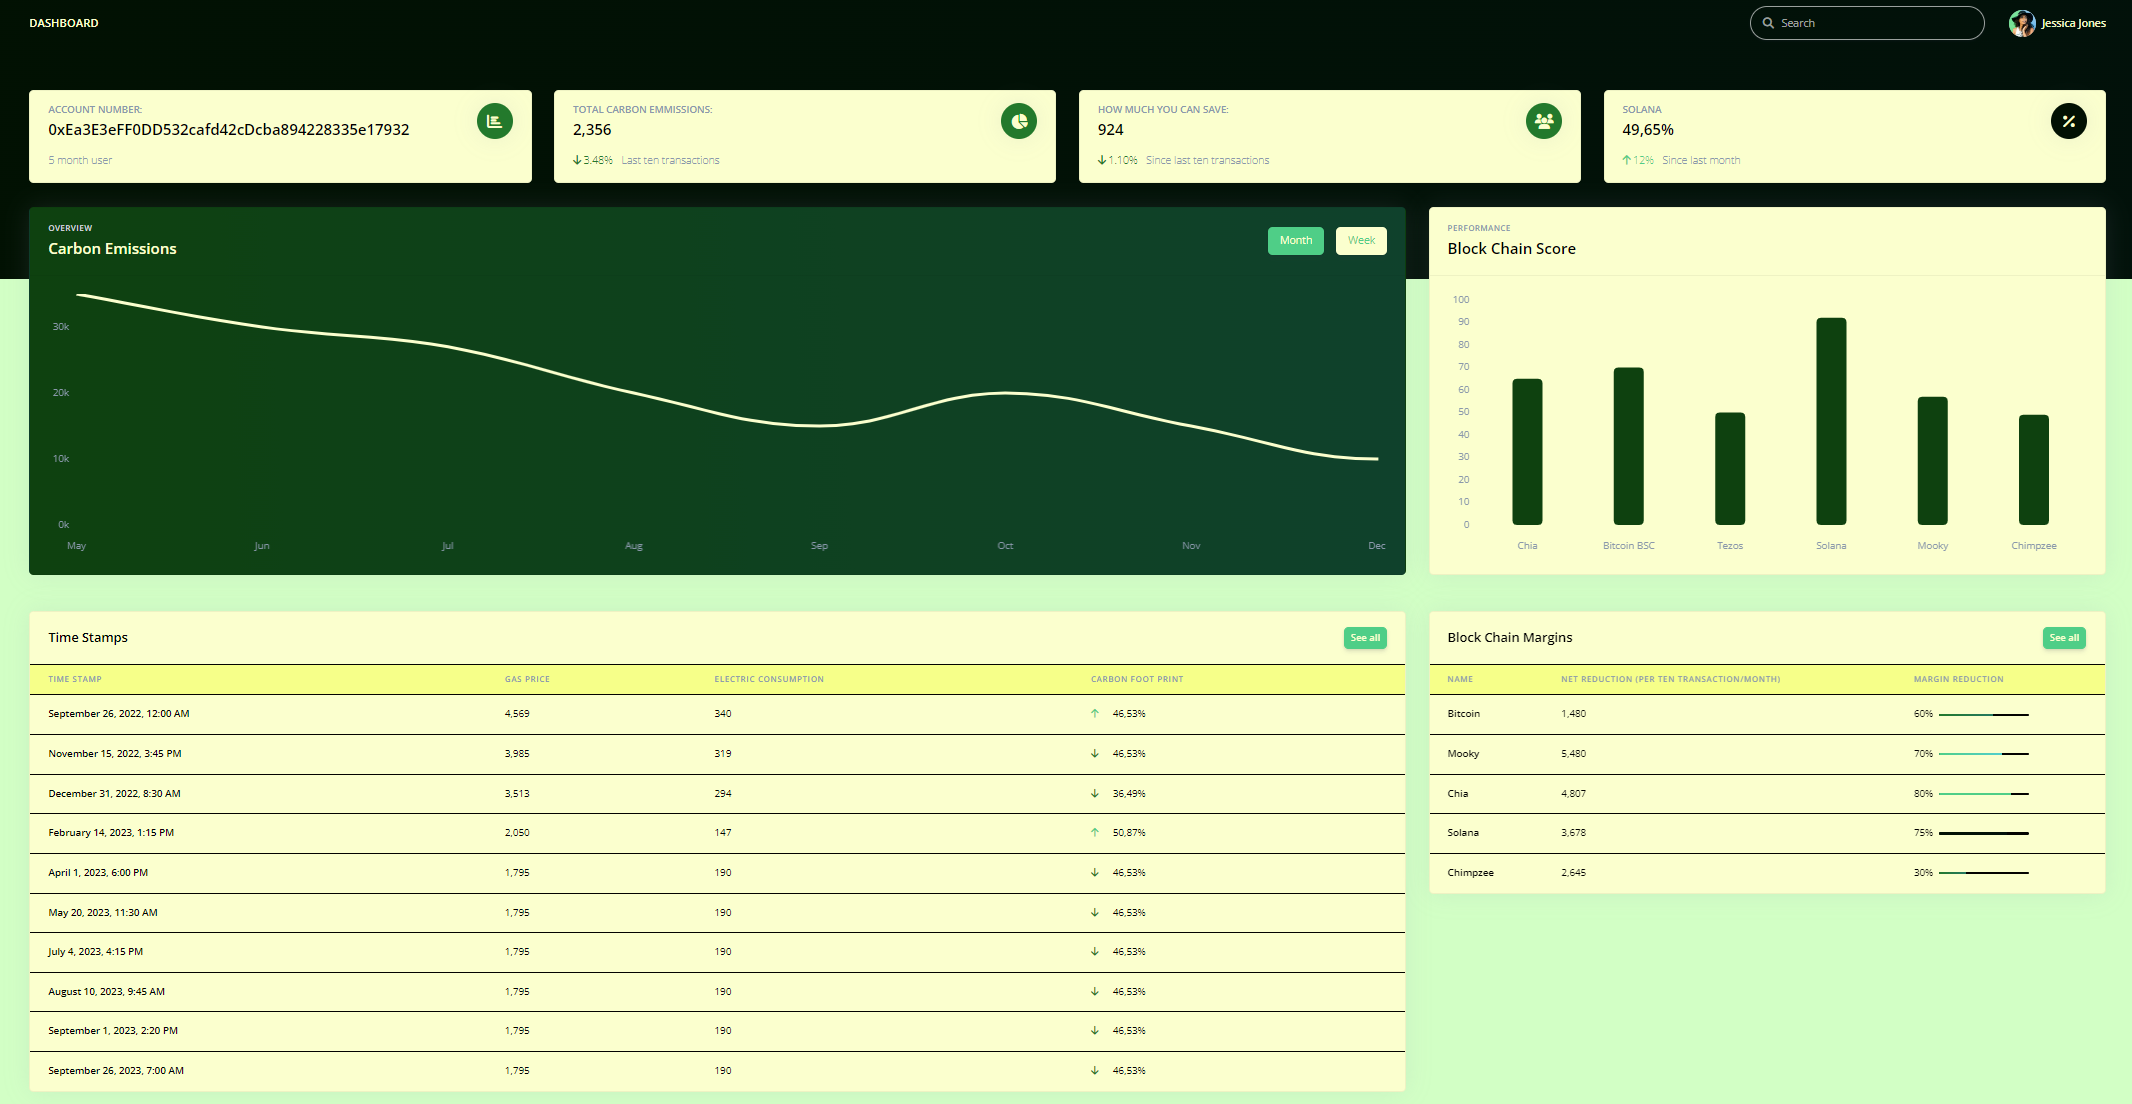 DASHBOARD
Search
Jessica Jones
ACCOUNT NUMBER:
0xEa3E3eFF0DD532cafd42cDcba894228335e17932
5 month user
TOTAL CARBON EMMISSIONS:
2,356
3.48% Last ten transactions
HOW MUCH YOU CAN SAVE:
924
1.10% Since last ten transactions
SOLANA
49,65%
12% Since last month
OVERVIEW
Carbon Emissions
Month
Week
30k
20k
10k
0k
May Jun Jul Aug Sep Oct Nov Dec
PERFORMANCE
Block Chain Score
100
90
80
70
60
50
40
30
20
10
0
Chia Bitcoin BSC Tezos Solana Mooky Chimpzee
Time Stamps
See all
TIME STAMP GAS PRICE ELECTRIC CONSUMPTION CARBON FOOT PRINT
September 26, 2022, 12:00 AM 4,569 340 46,53%
November 15, 2022, 3:45 PM 3,985 319 46,53%
December 31, 2022, 8:30 AM 3,513 294 36,49%
February 14, 2023, 1:15 PM 2,050 147 50,87%
April 1, 2023, 6:00 PM 1,795 190 46,53%
May 20, 2023, 11:30 AM 1,795 190 46,53%
July 4, 2023, 4:15 PM 1,795 190 46,53%
August 10, 2023, 9:45 AM 1,795 190 46,53%
September 1, 2023, 2:20 PM 1,795 190 46,53%
September 26, 2023, 7:00 AM 1,795 190 46,53%
Block Chain Margins
See all
NAME NET REDUCTION (PER TEN TRANSACTION/MONTH) MARGIN REDUCTION
Bitcoin 1,480 60%
Mooky 5,480 70%
Chia 4,807 80%
Solana 3,678 75%
Chimpzee 2,645 30%